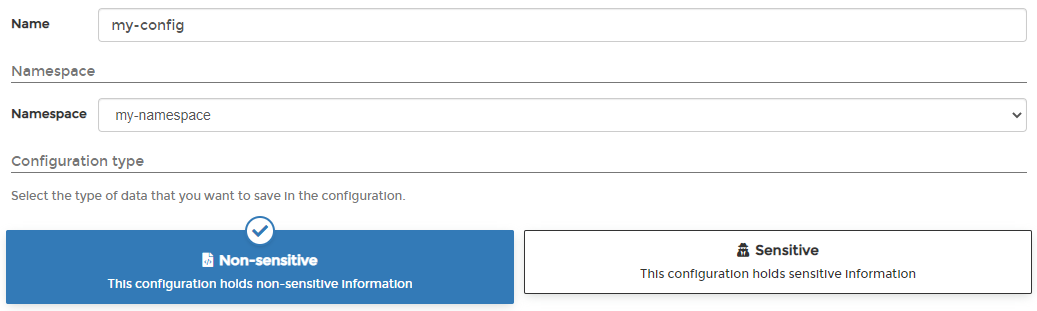 Name my-config
Namespace
Namespace my-namespace
Configuration type
Select the type of data that you want to save in the configuration.
Non-sensitive
This configuration holds non-sensitive information
Sensitive
This configuration holds sensitive information